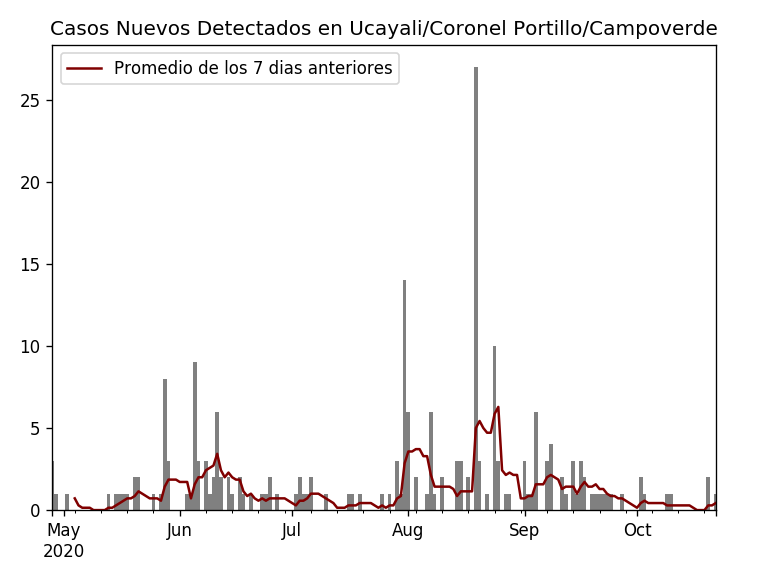 Casos Nuevos Detectados en Ucayali/Coronel Portillo/Campoverde
Promedio de los 7 dias anteriores
25
20
15
10
5
0
May Jun Jul Aug Sep Oct
2020